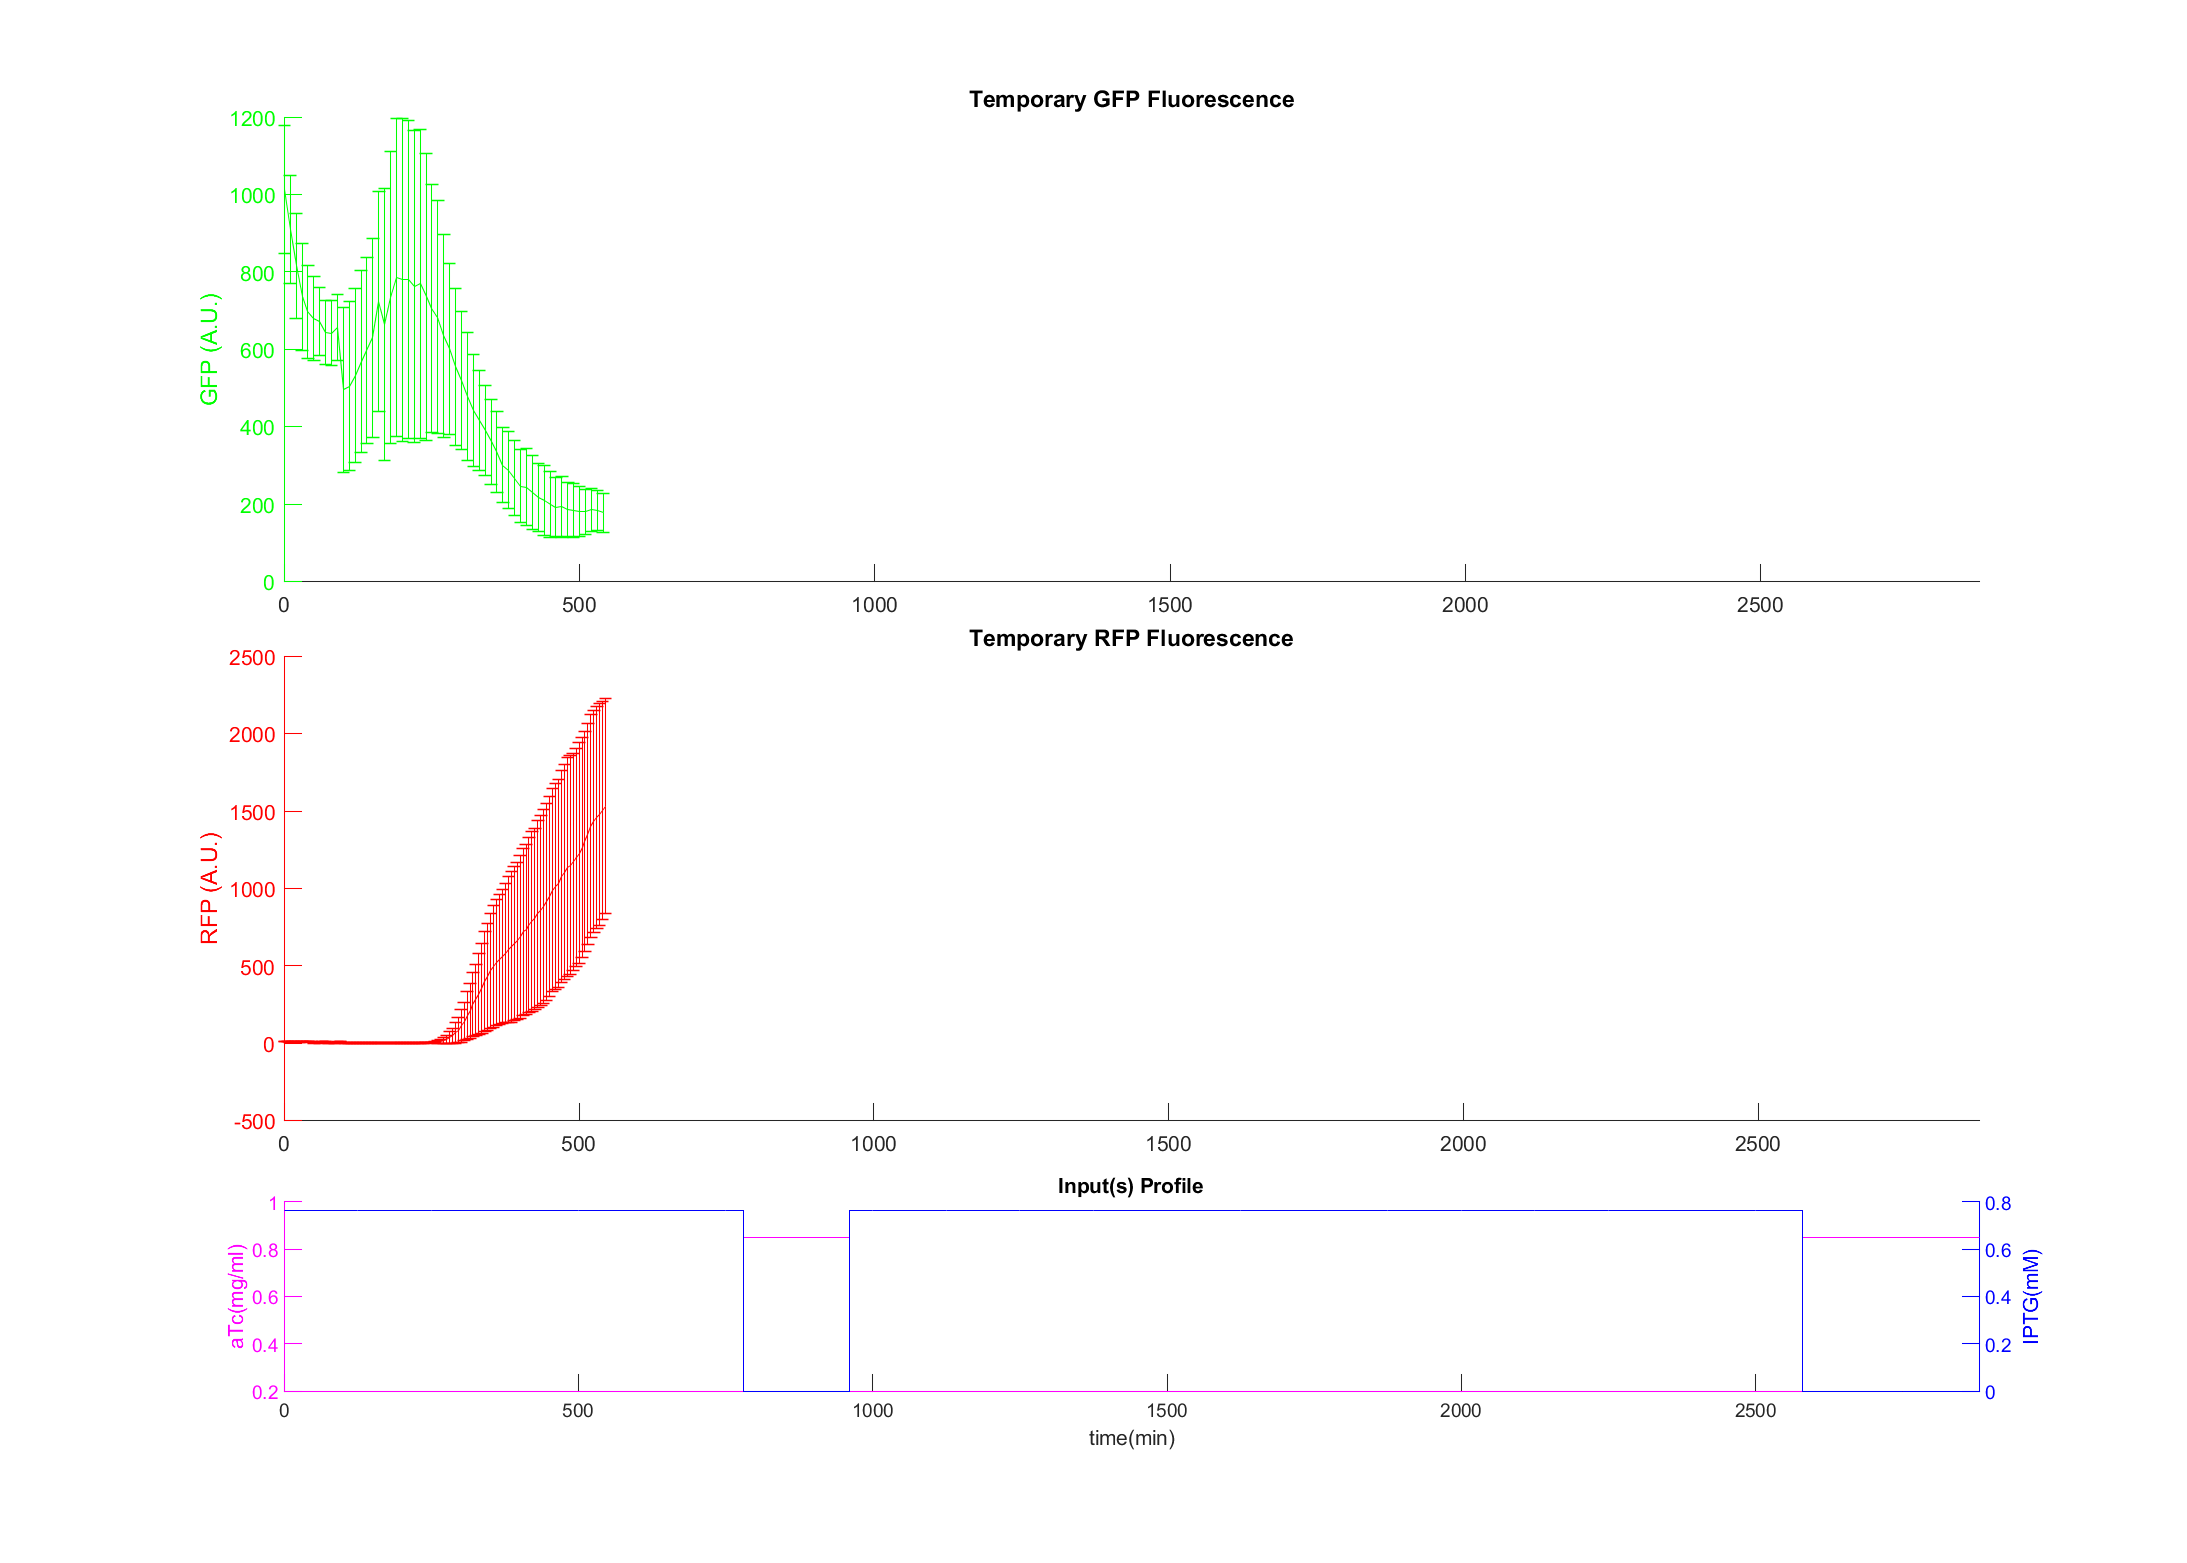 Temporary GFP Fluorescence
1200
1000
800
600
400
200
0
GFP (A.U.)
0 500 1000 1500 2000 2500
Temporary RFP Fluorescence
2500
2000
1500
1000
500
0
-500
RFP (A.U.)
0 500 1000 1500 2000 2500
Input(s) Profile
1
0.8
0.6
0.4
0.2
aTc(mg/ml)
0.8
0.6
0.4
0.2
0
IPTG(mM)
0 500 1000 1500 2000 2500
time(min)